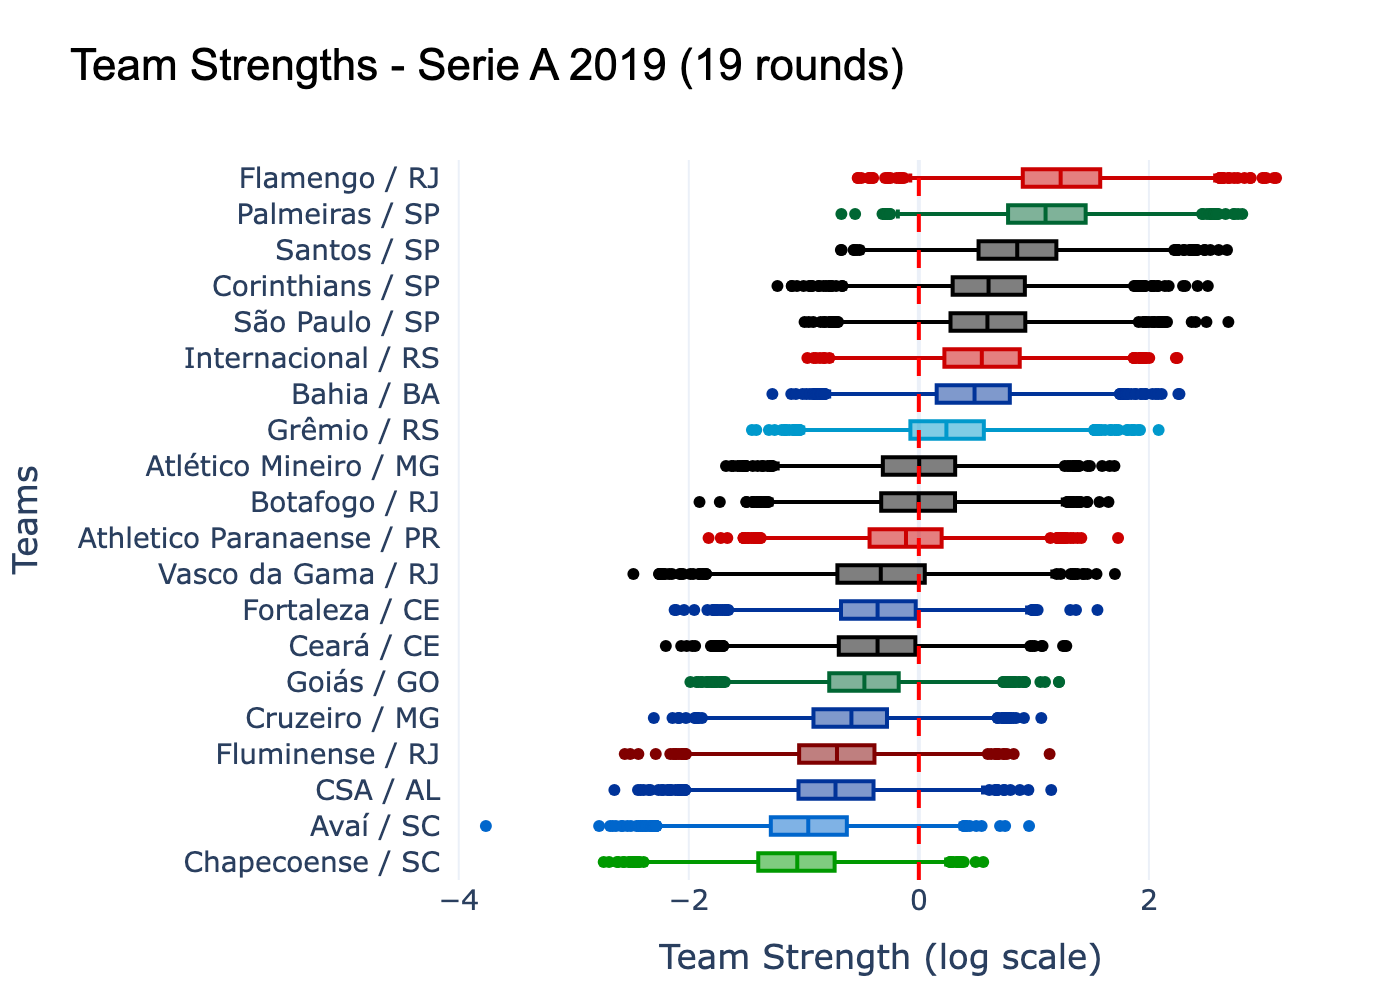 Team Strengths - Serie A 2019 (19 rounds)
Flamengo / RJ
Palmeiras / SP
Santos / SP
Corinthians / SP
São Paulo / SP
Internacional / RS
Bahia / BA
Grêmio / RS
Atlético Mineiro / MG
Botafogo / RJ
Athletico Paranaense / PR
Vasco da Gama / RJ
Fortaleza / CE
Ceará / CE
Goiás / GO
Cruzeiro / MG
Fluminense / RJ
CSA / AL
Avaí / SC
Chapecoense / SC
Teams
−4 −2 0 2
Team Strength (log scale)